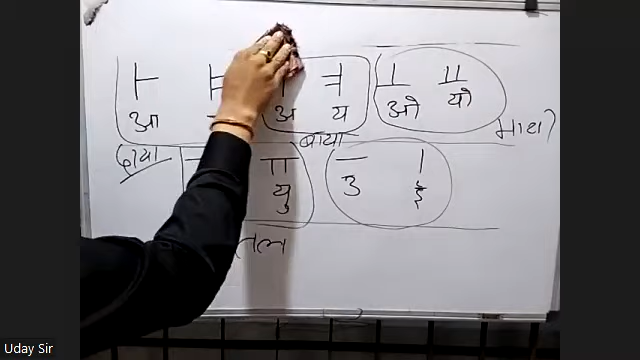 आ अ य ओ यो
दाया बाया माथा
यु उ ई
तल
Uday Sir